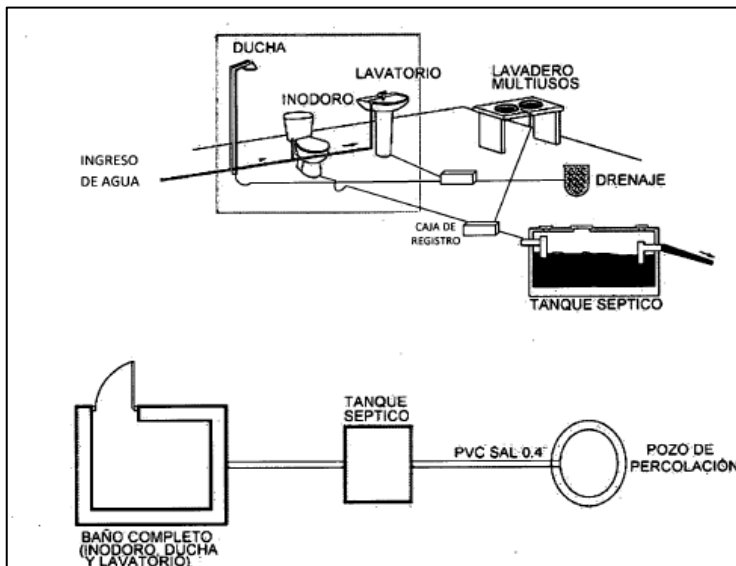 DUCHA
LAVATORIO
INODORO
LAVADERO
MULTIUSOS
INGRESO
DE AGUA
DRENAJE
CAJA DE
REGISTRO
TANQUE SEPTICO
TANQUE
SEPTICO
PVC SAL 0.4"
POZO DE
PERCOLACIÓN
BAÑO COMPLETO
(INODORO, DUCHA
Y LAVATORIO)